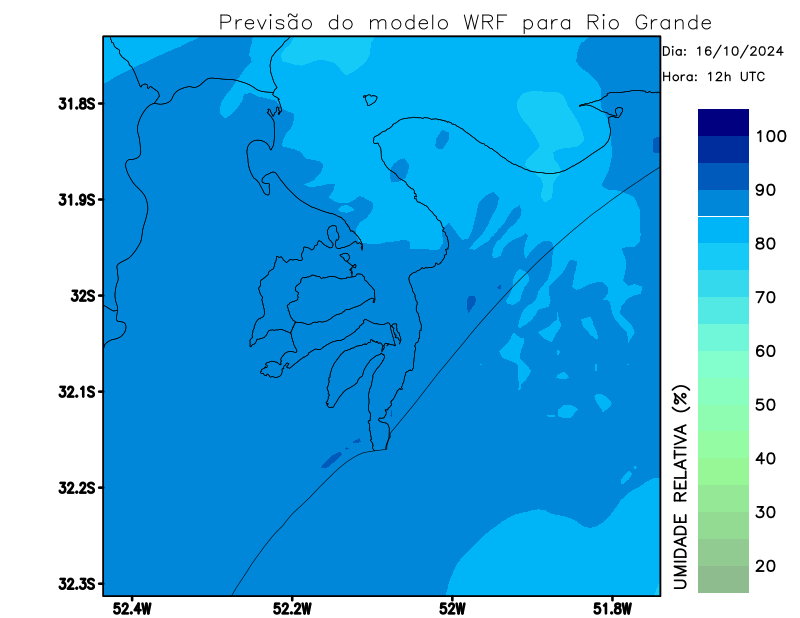 Previsão do modelo WRF para Rio Grande
Dia: 16/10/2024
Hora: 12h UTC
31.8S
31.9S
32S
32.1S
32.2S
32.3S
52.4W
52.2W
52W
51.8W
100
90
80
70
60
50
40
30
20
UMIDADE RELATIVA (%)